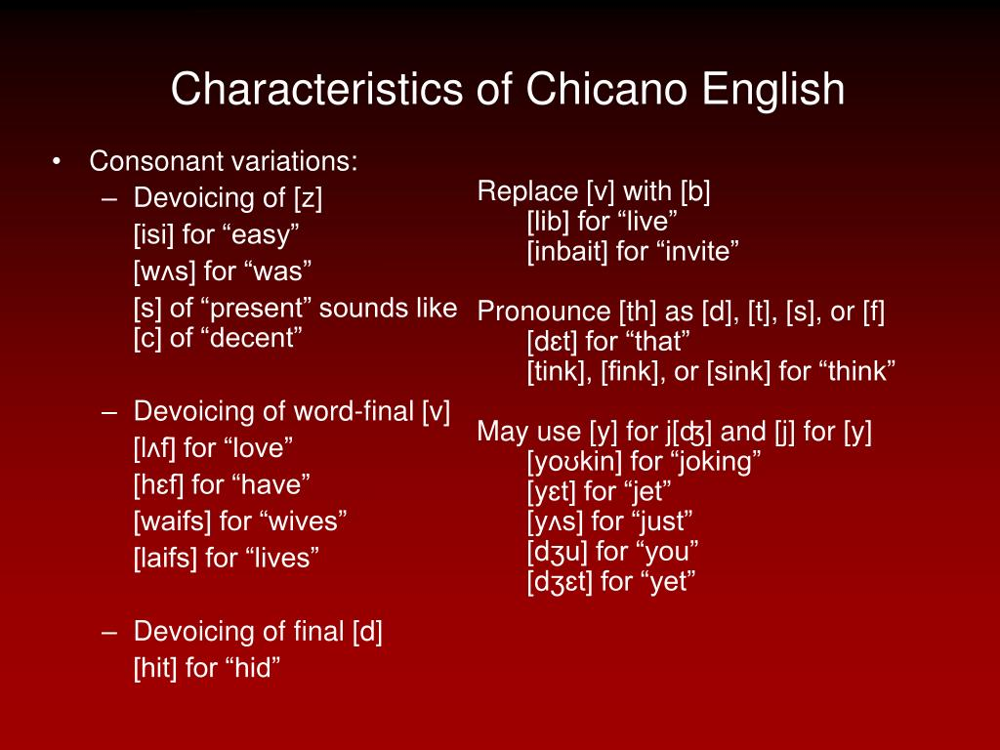 Characteristics of Chicano English
• Consonant variations:
– Devoicing of [z]
[isi] for “easy”
[wʌs] for “was”
[s] of “present” sounds like
[c] of “decent”
– Devoicing of word-final [v]
[lʌf] for “love”
[hɛf] for “have”
[waifs] for “wives”
[laifs] for “lives”
– Devoicing of final [d]
[hit] for “hid”
Replace [v] with [b]
[lib] for “live”
[inbait] for “invite”
Pronounce [th] as [d], [t], [s], or [f]
[dɛt] for “that”
[tink], [fink], or [sink] for “think”
May use [y] for j[ʤ] and [j] for [y]
[yoʊkin] for “joking”
[yɛt] for “jet”
[yʌs] for “just”
[dʒu] for “you”
[dʒɛt] for “yet”